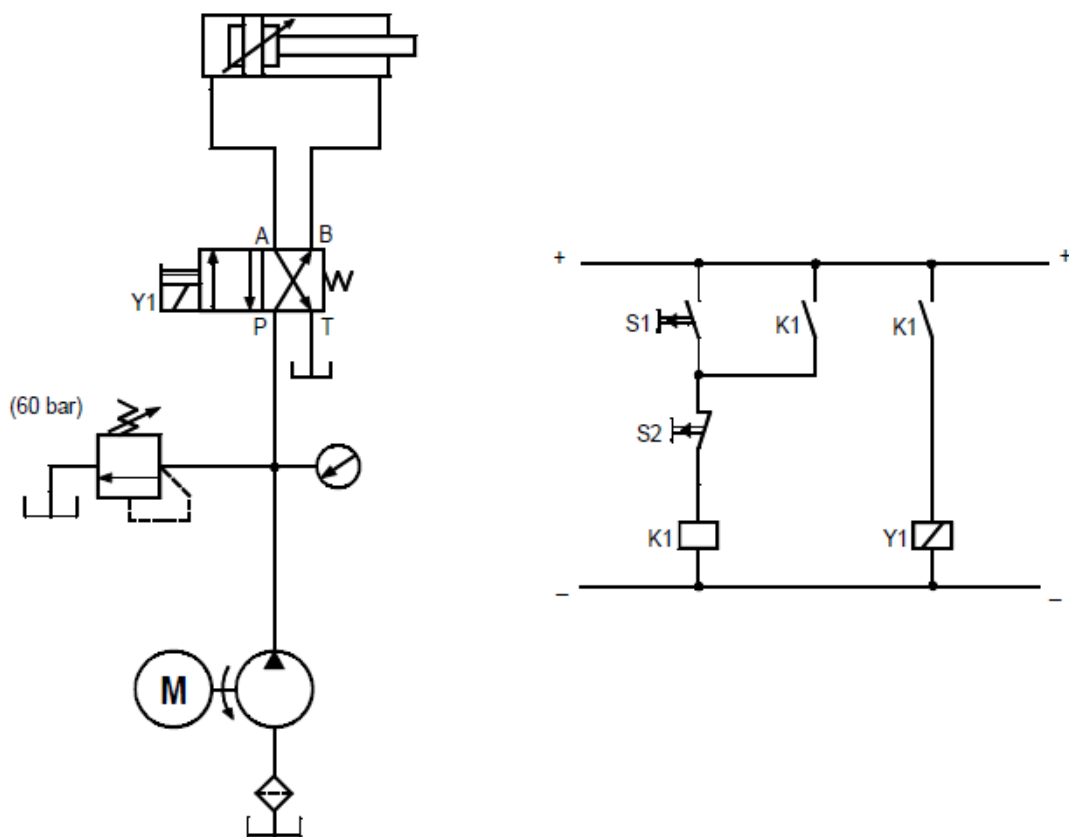 A B
Y1
P T
(60 bar)
M
+ +
S1 K1 K1
S2
K1 Y1
– –